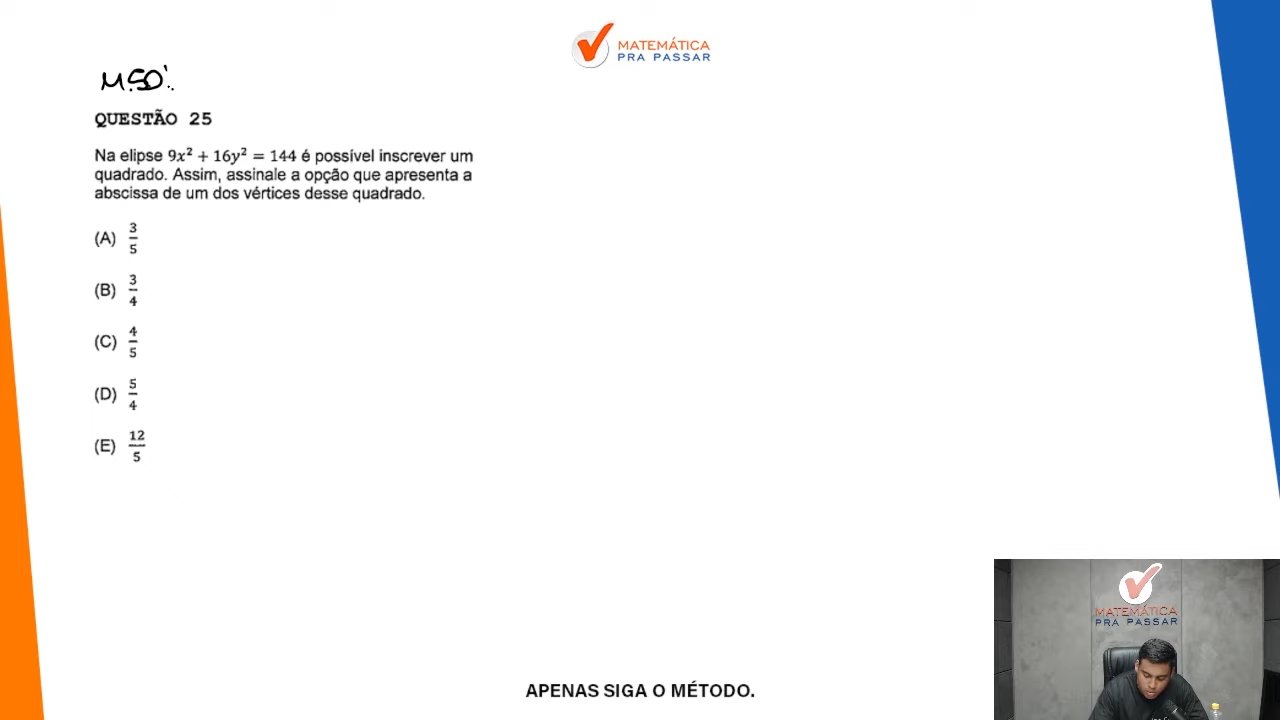 MATEMÁTICA
PRA PASSAR
QUESTÃO 25
Na elipse 9x² + 16y² = 144 é possível inscrever um
quadrado. Assim, assinale a opção que apresenta a
abscissa de um dos vértices desse quadrado.
(A) 3/5
(B) 3/4
(C) 4/5
(D) 5/4
(E) 12/5
MATEMÁTICA
PRA PASSAR
APENAS SIGA O MÉTODO.